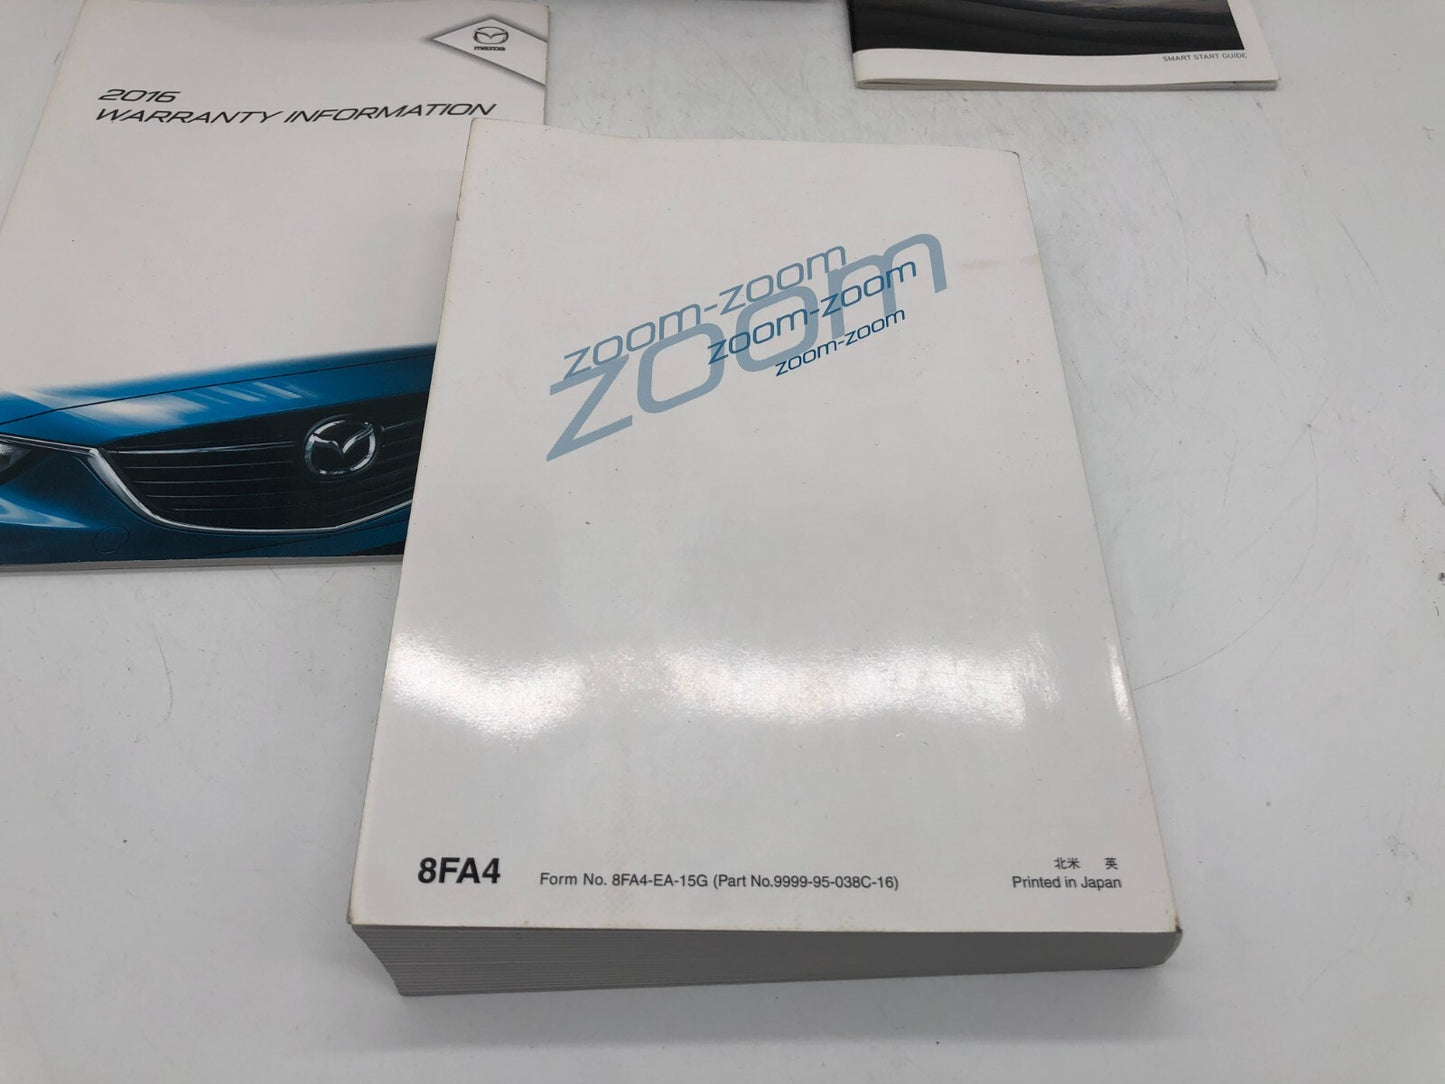 mazda
2016
WARRANTY INFORMATION
SMART START GUIDE
zoom-zoom
zoom
zoom-zoom
zoom-zoom
8FA4
Form No. 8FA4-EA-15G (Part No.9999-95-038C-16)
北米 英
Printed in Japan